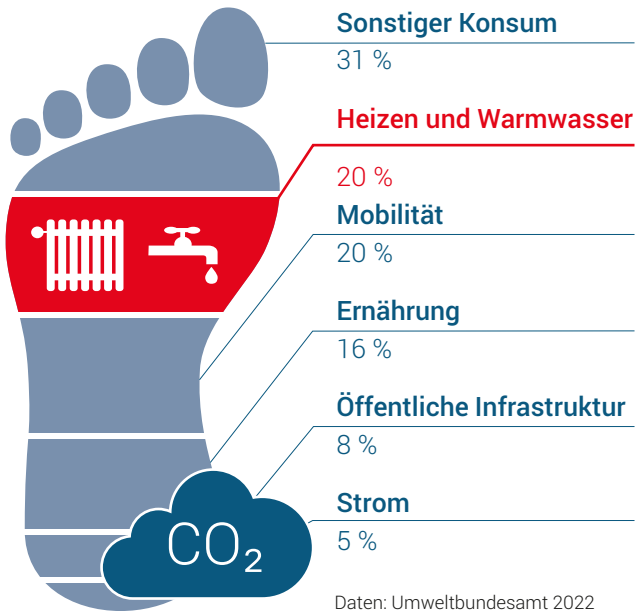 Sonstiger Konsum
31 %
Heizen und Warmwasser
20 %
Mobilität
20 %
Ernährung
16 %
Öffentliche Infrastruktur
8 %
Strom
5 %
CO₂
Daten: Umweltbundesamt 2022